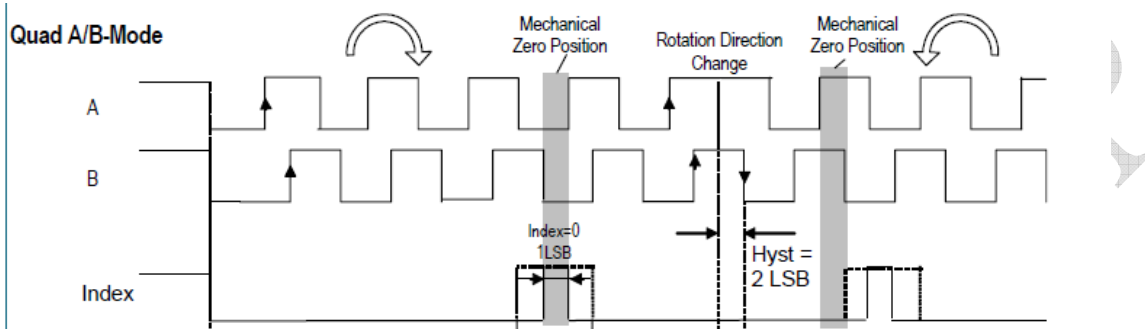 Quad A/B-Mode
Mechanical
Zero Position
Rotation Direction
Change
Mechanical
Zero Position
A
B
Index=0
1LSB
Hyst =
2 LSB
Index